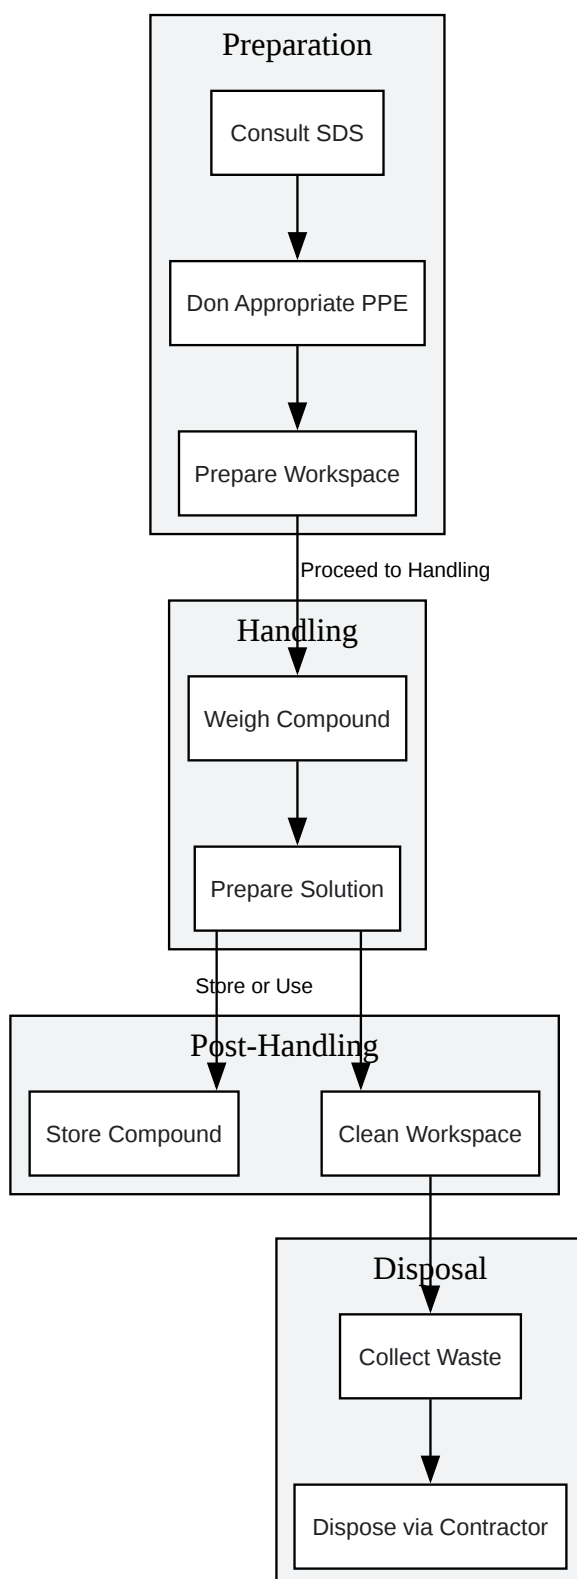 Preparation
Consult SDS
Don Appropriate PPE
Prepare Workspace
Proceed to Handling
Handling
Weigh Compound
Prepare Solution
Store or Use
Post-Handling
Store Compound
Clean Workspace
Disposal
Collect Waste
Dispose via Contractor